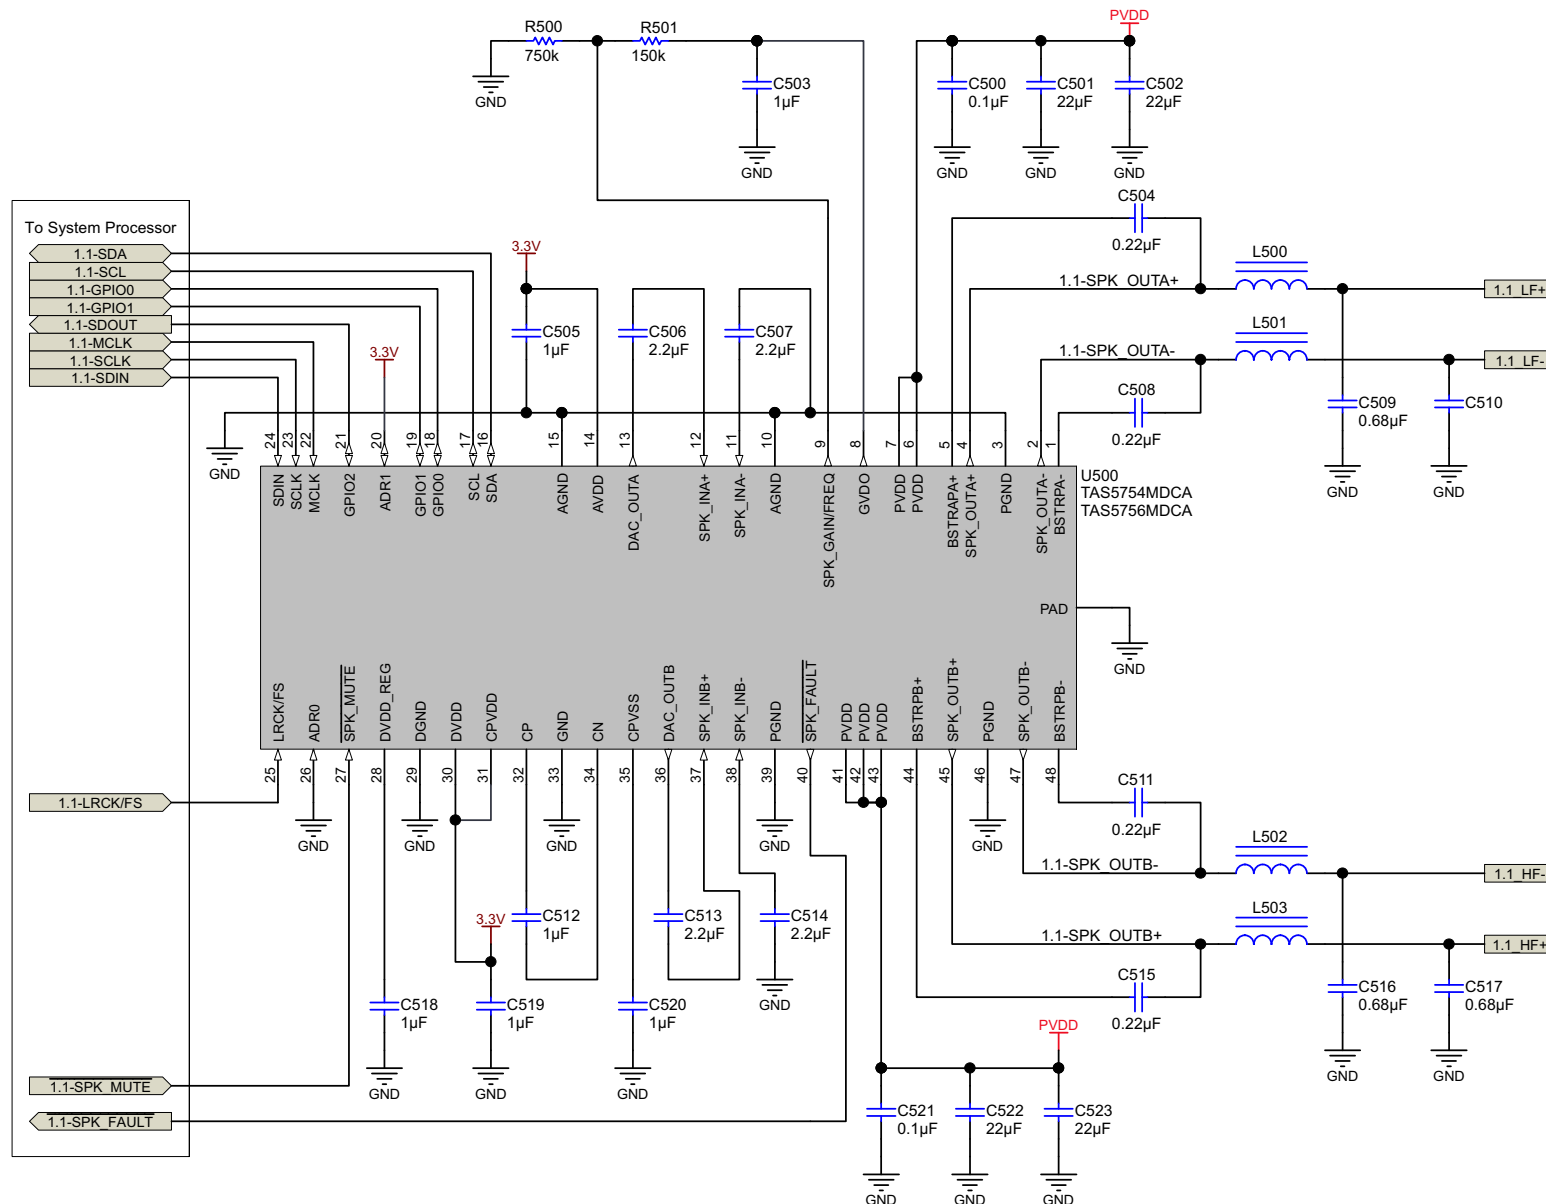 PVDD
R500
R501
750k
150k
GND
C503
1µF
GND
C500
0.1µF
C501
22µF
C502
22µF
GND
GND
GND
To System Processor
1.1-SDA
1.1-SCL
1.1-GPIO0
1.1-GPIO1
1.1-SDOUT
1.1-MCLK
1.1-SCLK
1.1-SDIN
3.3V
3.3V
C505
1µF
C506
2.2µF
C507
2.2µF
C504
0.22µF
L500
1.1-SPK_OUTA+
1.1_LF+
L501
1.1-SPK_OUTA-
1.1_LF-
C508
0.22µF
C509
0.68µF
C510
GND
GND
GND
24
23
22
21
20
19
18
17
16
15
14
13
12
11
10
9
8
7
6
5
4
3
2
1
SDIN
SCLK
MCLK
GPIO2
ADR1
GPIO1
GPIO0
SCL
SDA
AGND
AVDD
DAC_OUTA
SPK_INA+
SPK_INA-
AGND
SPK_GAIN/FREQ
GVDO
PVDD
PVDD
BSTRAPA+
SPK_OUTA+
PGND
SPK_OUTA-
BSTRPA-
U500
TAS5754MDCA
TAS5756MDCA
PAD
GND
LRCK/FS
ADR0
SPK_MUTE
DVDD_REG
DGND
DVDD
CPVDD
CP
GND
CN
CPVSS
DAC_OUTB
SPK_INB+
SPK_INB-
PGND
SPK_FAULT
PVDD
PVDD
PVDD
BSTRPB+
SPK_OUTB+
PGND
SPK_OUTB-
BSTRPB-
25
26
27
28
29
30
31
32
33
34
35
36
37
38
39
40
41
42
43
44
45
46
47
48
1.1-LRCK/FS
GND
GND
GND
GND
GND
C511
0.22µF
L502
1.1-SPK_OUTB-
1.1_HF-
L503
1.1-SPK_OUTB+
1.1_HF+
C515
0.22µF
3.3V
C512
1µF
C513
2.2µF
C514
2.2µF
GND
C518
1µF
C519
1µF
C520
1µF
GND
GND
GND
C516
0.68µF
C517
0.68µF
GND
GND
PVDD
1.1-SPK_MUTE
1.1-SPK_FAULT
C521
0.1µF
C522
22µF
C523
22µF
GND
GND
GND